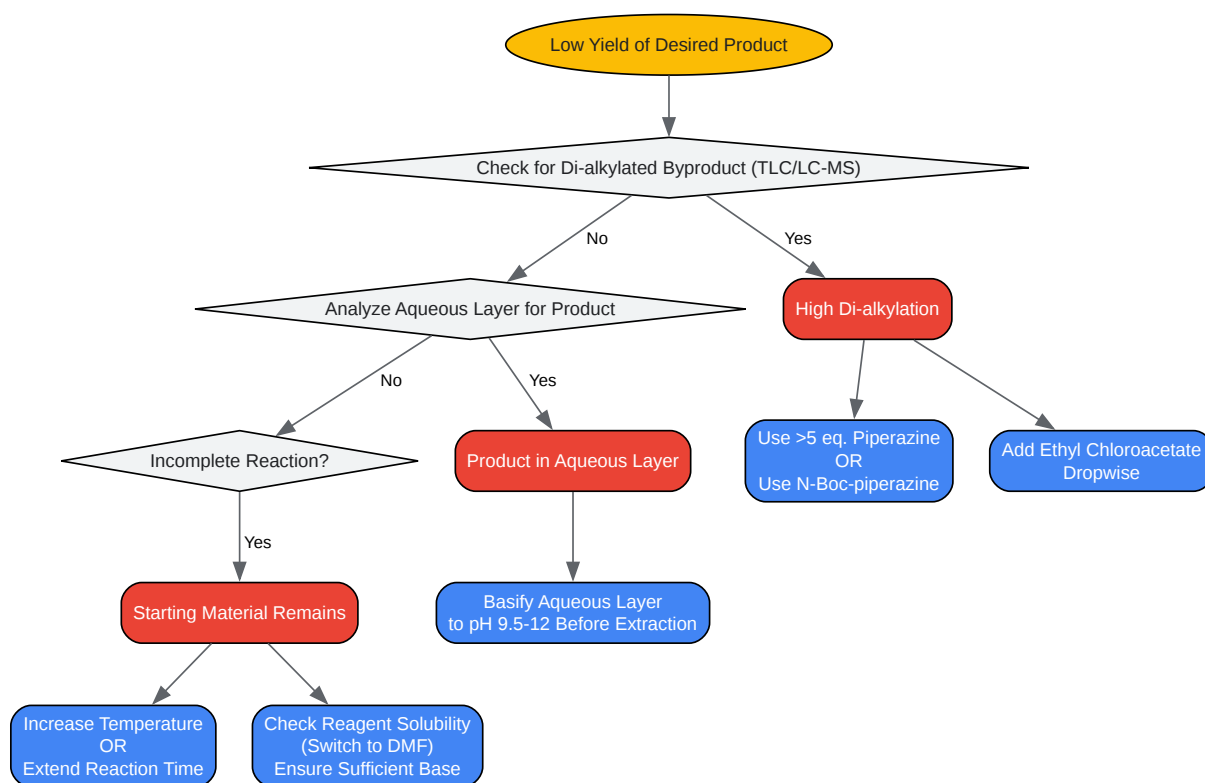 Low Yield of Desired Product
Check for Di-alkylated Byproduct (TLC/LC-MS)
No
Yes
Analyze Aqueous Layer for Product
High Di-alkylation
No
Yes
Use >5 eq. Piperazine
OR
Use N-Boc-piperazine
Add Ethyl Chloroacetate
Dropwise
Incomplete Reaction?
Product in Aqueous Layer
Yes
Starting Material Remains
Basify Aqueous Layer
to pH 9.5-12 Before Extraction
Increase Temperature
OR
Extend Reaction Time
Check Reagent Solubility
(Switch to DMF)
Ensure Sufficient Base